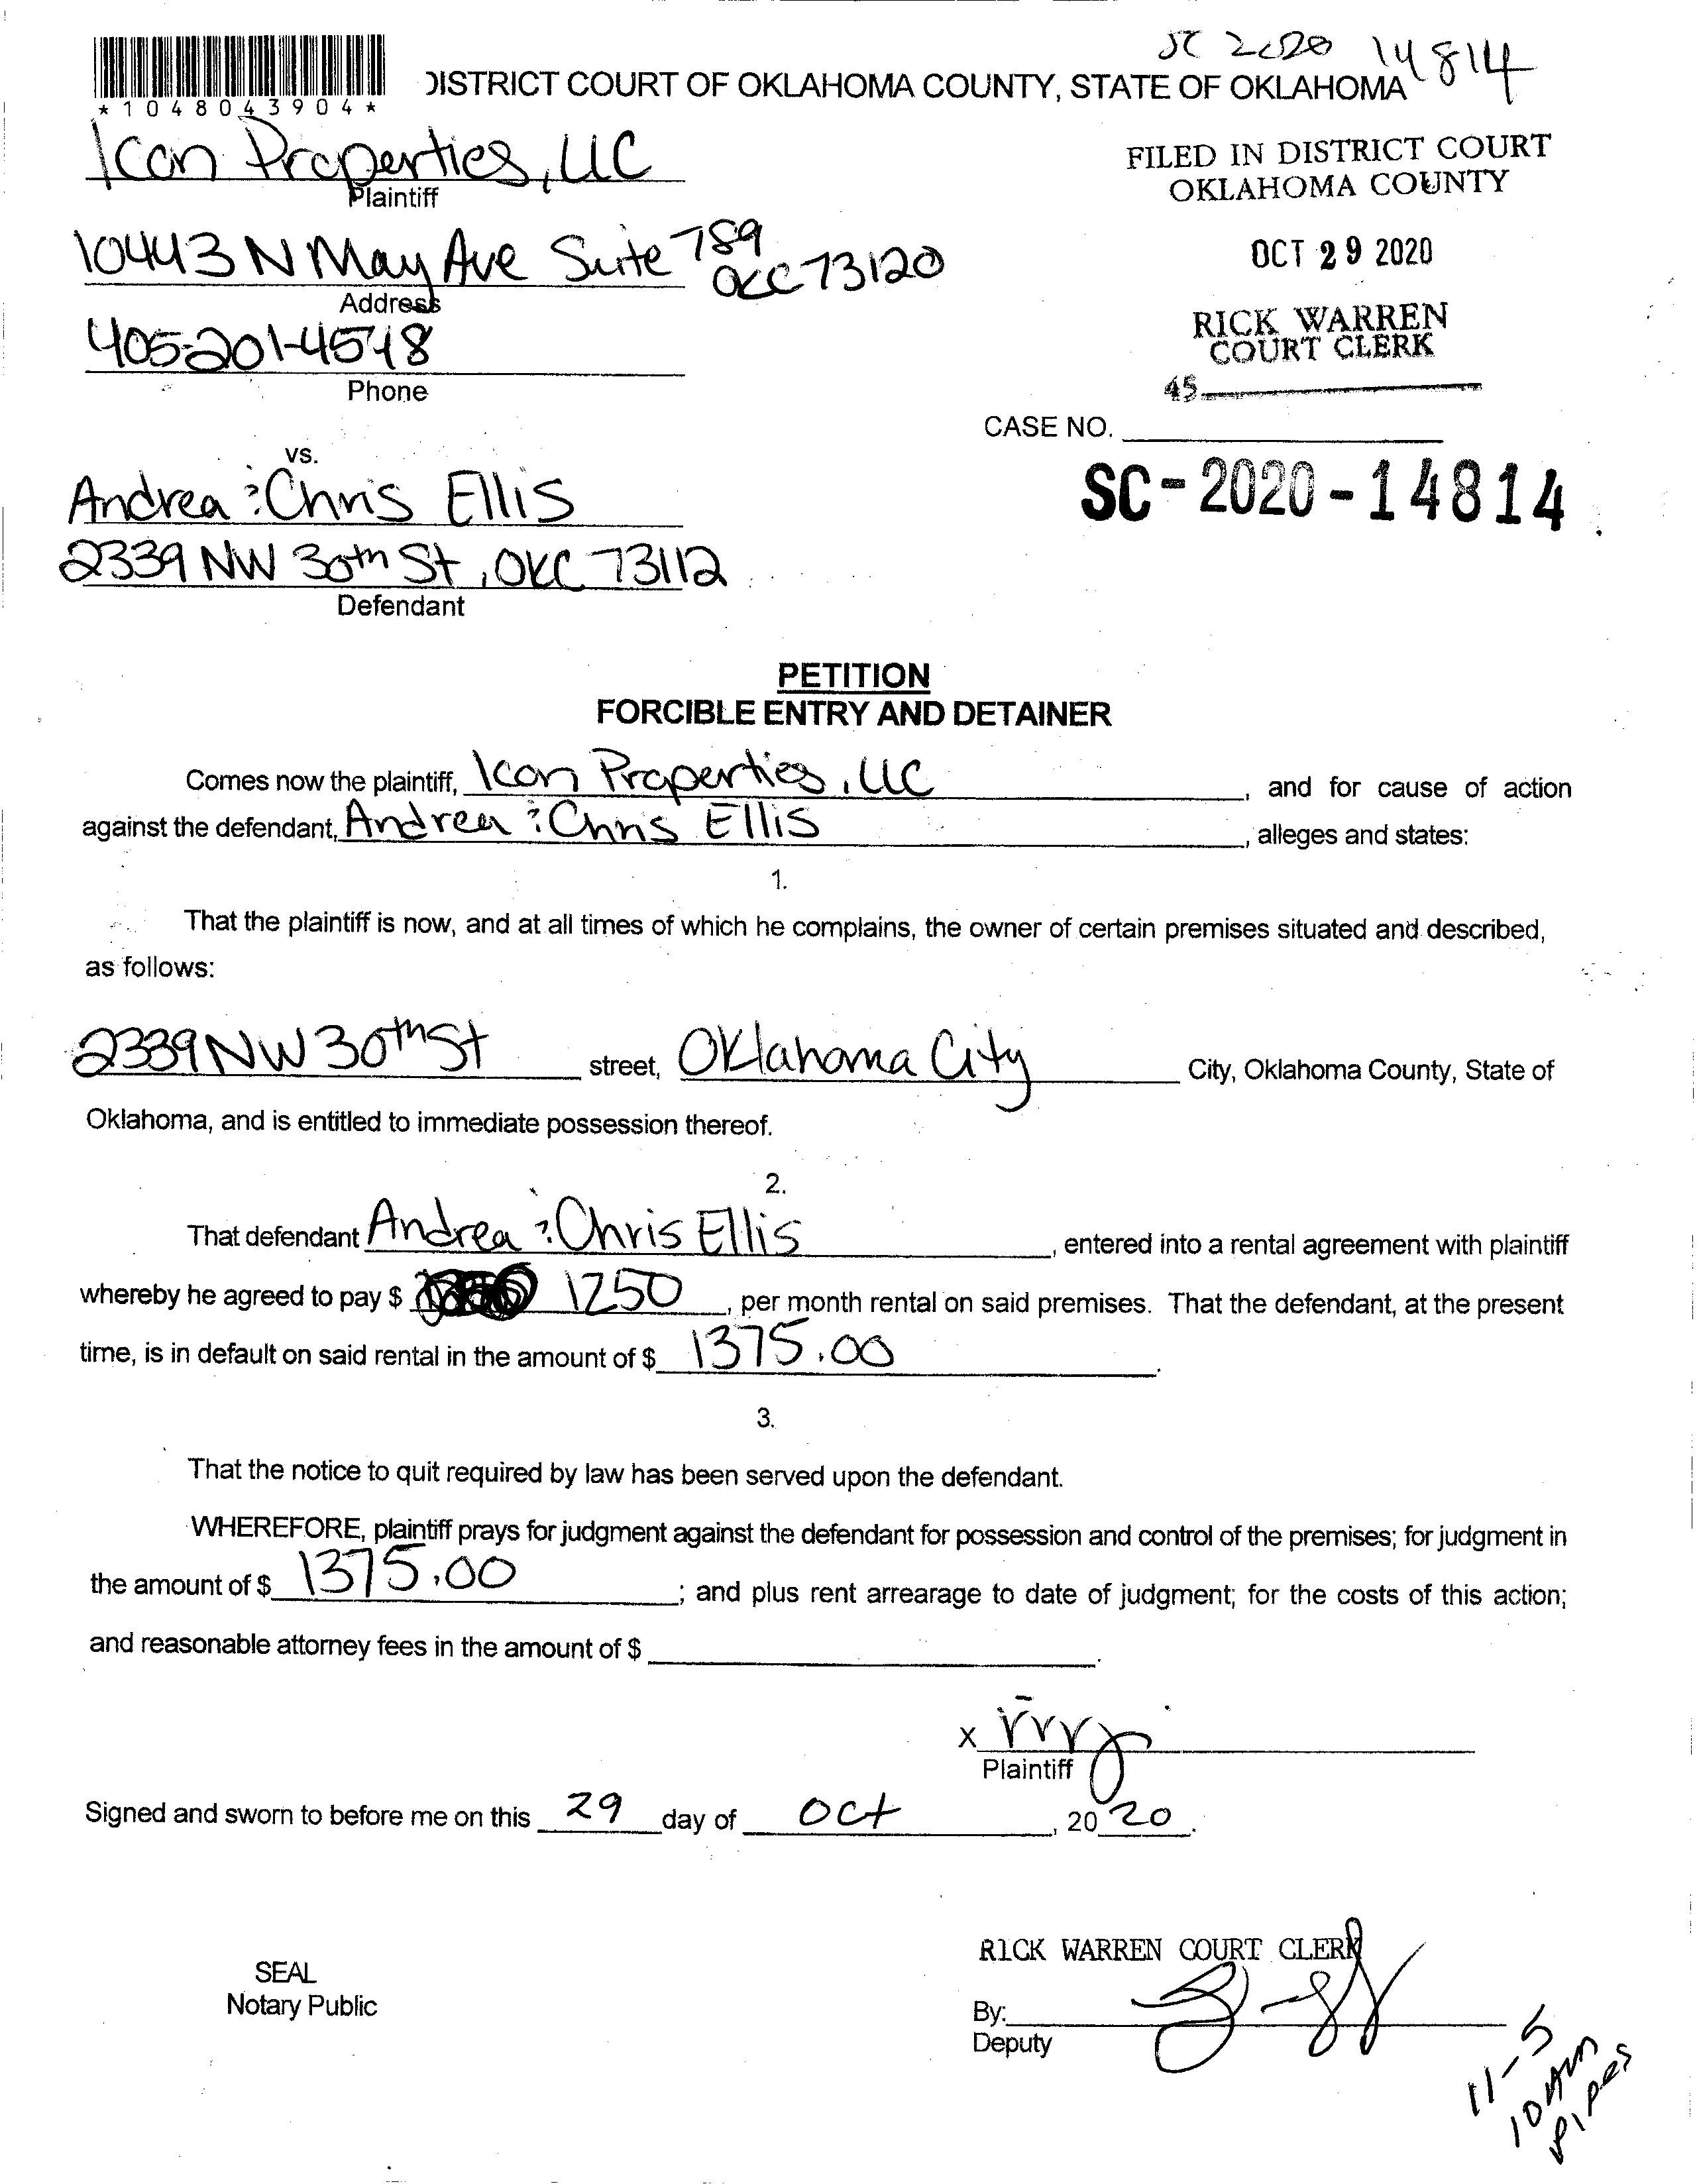 SC 2020 14814
DISTRICT COURT OF OKLAHOMA COUNTY, STATE OF OKLAHOMA
*1048043904*
Icon Properties, LLC
Plaintiff
FILED IN DISTRICT COURT
OKLAHOMA COUNTY
10443 N May Ave Suite 789
OKC 73120
Address
OCT 29 2020
405-201-4548
Phone
RICK WARREN
COURT CLERK
45
CASE NO.
vs.
SC-2020-14814
Andrea & Chris Ellis
2339 NW 30th St, OKC 73112
Defendant
PETITION
FORCIBLE ENTRY AND DETAINER
Comes now the plaintiff, Icon Properties, LLC, and for cause of action
against the defendant, Andrea & Chris Ellis, alleges and states:
1.
That the plaintiff is now, and at all times of which he complains, the owner of certain premises situated and described,
as follows:
2339 NW 30th St street, Oklahoma City City, Oklahoma County, State of
Oklahoma, and is entitled to immediate possession thereof.
2.
That defendant Andrea & Chris Ellis, entered into a rental agreement with plaintiff
whereby he agreed to pay $ 1250, per month rental on said premises. That the defendant, at the present
time, is in default on said rental in the amount of $ 1375.00.
3.
That the notice to quit required by law has been served upon the defendant.
WHEREFORE, plaintiff prays for judgment against the defendant for possession and control of the premises; for judgment in
the amount of $ 1375.00; and plus rent arrearage to date of judgment; for the costs of this action;
and reasonable attorney fees in the amount of $ .
X
Plaintiff
Signed and sworn to before me on this 29 day of Oct, 2020.
RICK WARREN COURT CLERK
SEAL
Notary Public
By:
Deputy
11-5
10 AM
Pipes